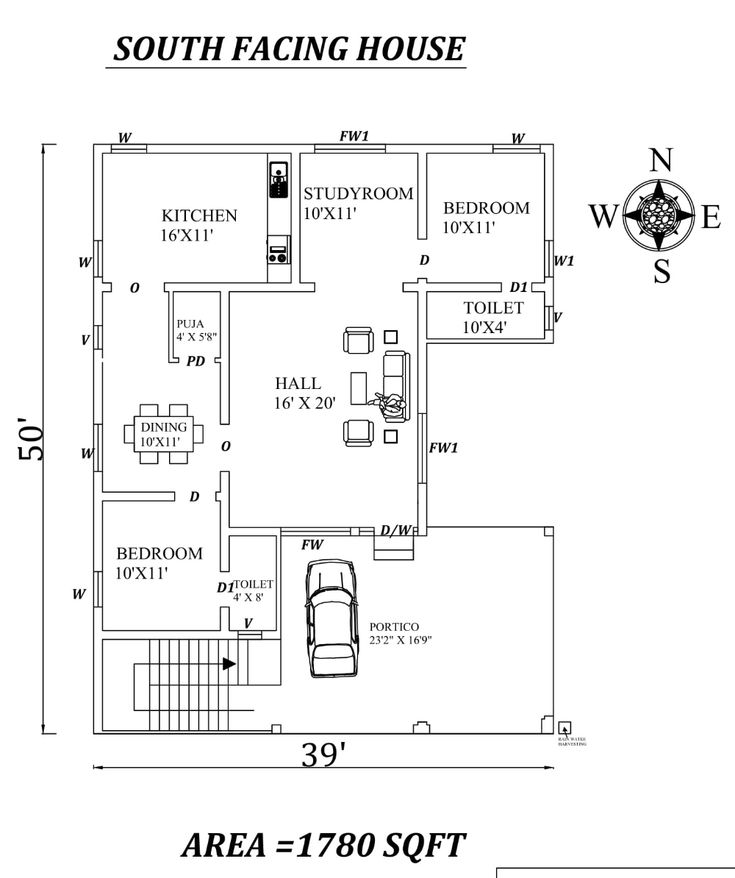 SOUTH FACING HOUSE
W
FW1
W
N
W
E
S
KITCHEN
16'X11'
STUDYROOM
10'X11'
BEDROOM
10'X11'
W
D
W1
O
D1
PUJA
4' X 5'8"
TOILET
10'X4'
V
V
PD
HALL
16' X 20'
DINING
10'X11'
50'
W
O
FW1
D
D/W
FW
BEDROOM
10'X11'
D1
TOILET
4' X 8'
W
V
PORTICO
23'2" X 16'9"
RAIN WATER
HARVESTING
39'
AREA =1780 SQFT